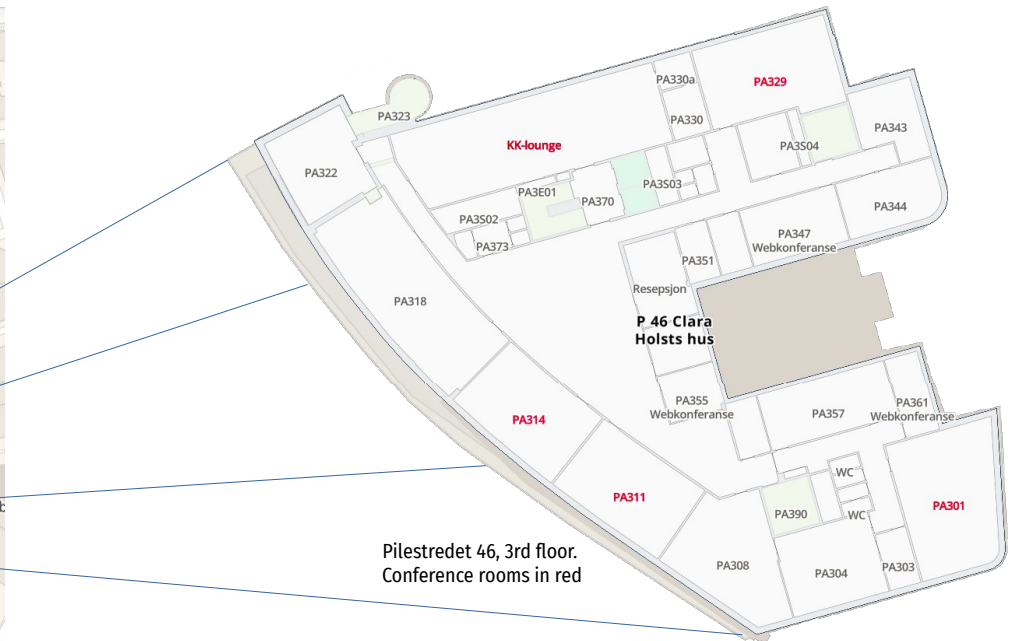 PA330a
PA329
PA323
PA330
PA343
KK-lounge
PA3S04
PA322
PA3S03
PA3E01
PA370
PA344
PA3S02
PA347
Webkonferanse
PA373
PA351
Resepsjon
PA318
P 46 Clara
Holsts hus
PA355
Webkonferanse
PA357
PA361
Webkonferanse
PA314
WC
PA311
PA301
PA390
WC
Pilestredet 46, 3rd floor.
Conference rooms in red
PA308
PA304
PA303